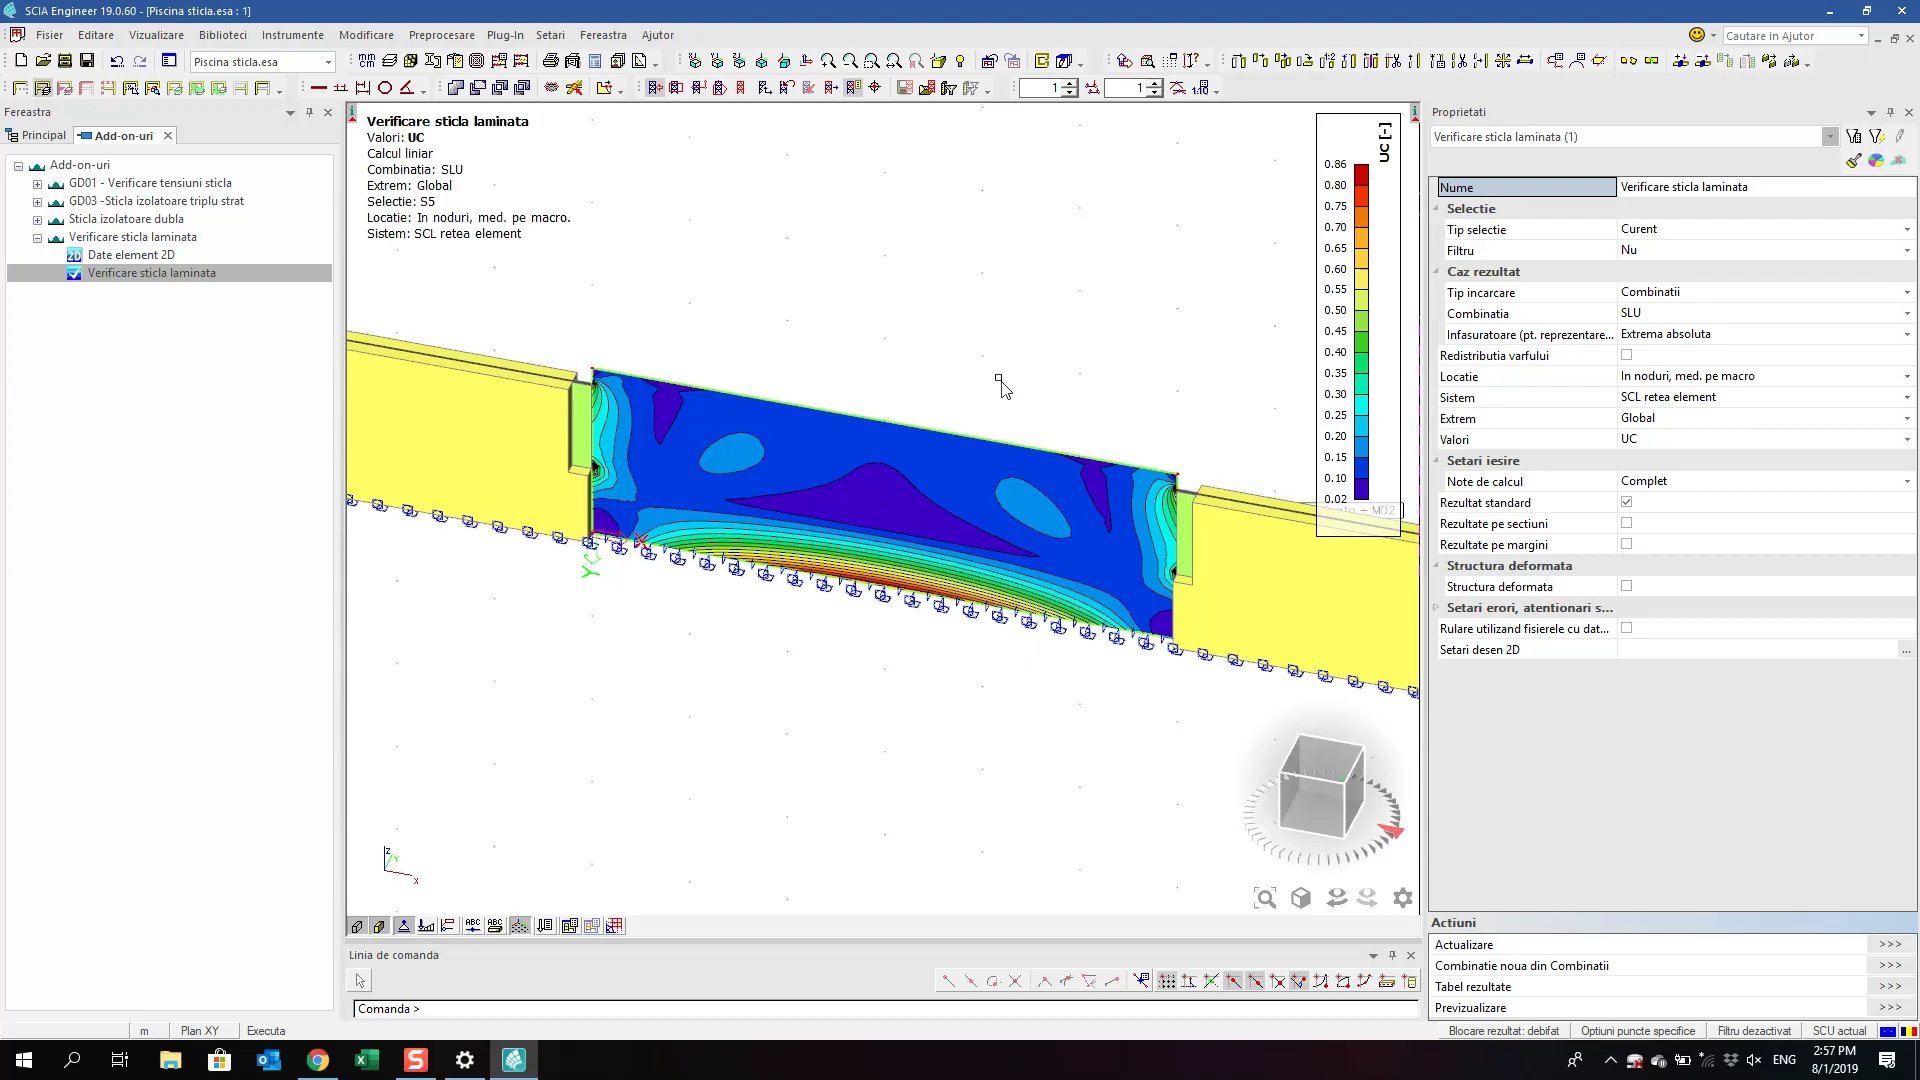 SCIA Engineer 19.0.60 - [Piscina sticla.esa : 1]
Fisier Editare Vizualizare Biblioteci Instrumente Modificare Preprocesare Plug-In Setari Fereastra Ajutor
Cautare in Ajutor
Piscina sticla.esa
1 1
Fereastra
Principal Add-on-uri
Add-on-uri
GD01 - Verificare tensiuni sticla
GD03 -Sticla izolatoare triplu strat
Sticla izolatoare dubla
Verificare sticla laminata
Date element 2D
Verificare sticla laminata
Verificare sticla laminata
Valori: UC
Calcul liniar
Combinatia: SLU
Extrem: Global
Selectie: S5
Locatie: In noduri, med. pe macro.
Sistem: SCL retea element
UC [-]
0.86
0.80
0.75
0.70
0.65
0.60
0.55
0.50
0.45
0.40
0.35
0.30
0.25
0.20
0.15
0.10
0.02
Y
z
Y
x
Proprietati
Verificare sticla laminata (1)
Nume Verificare sticla laminata
Selectie
Tip selectie Curent
Filtru Nu
Caz rezultat
Tip incarcare Combinatii
Combinatia SLU
Infasuratoare (pt. reprezentare... Extrema absoluta
Redistributia varfului
Locatie In noduri, med. pe macro
Sistem SCL retea element
Extrem Global
Valori UC
Setari iesire
Note de calcul Complet
Rezultat standard
Rezultate pe sectiuni
Rezultate pe margini
Structura deformata
Structura deformata
Setari erori, atentionari s...
Rulare utilizand fisierele cu dat...
Setari desen 2D ...
Actiuni
Actualizare >>>
Combinatie noua din Combinatii >>>
Tabel rezultate >>>
Previzualizare >>>
Linia de comanda
Comanda >
m Plan XY Executa
Blocare rezultat: debifat Optiuni puncte specifice Filtru dezactivat SCU actual
ENG
2:57 PM
8/1/2019